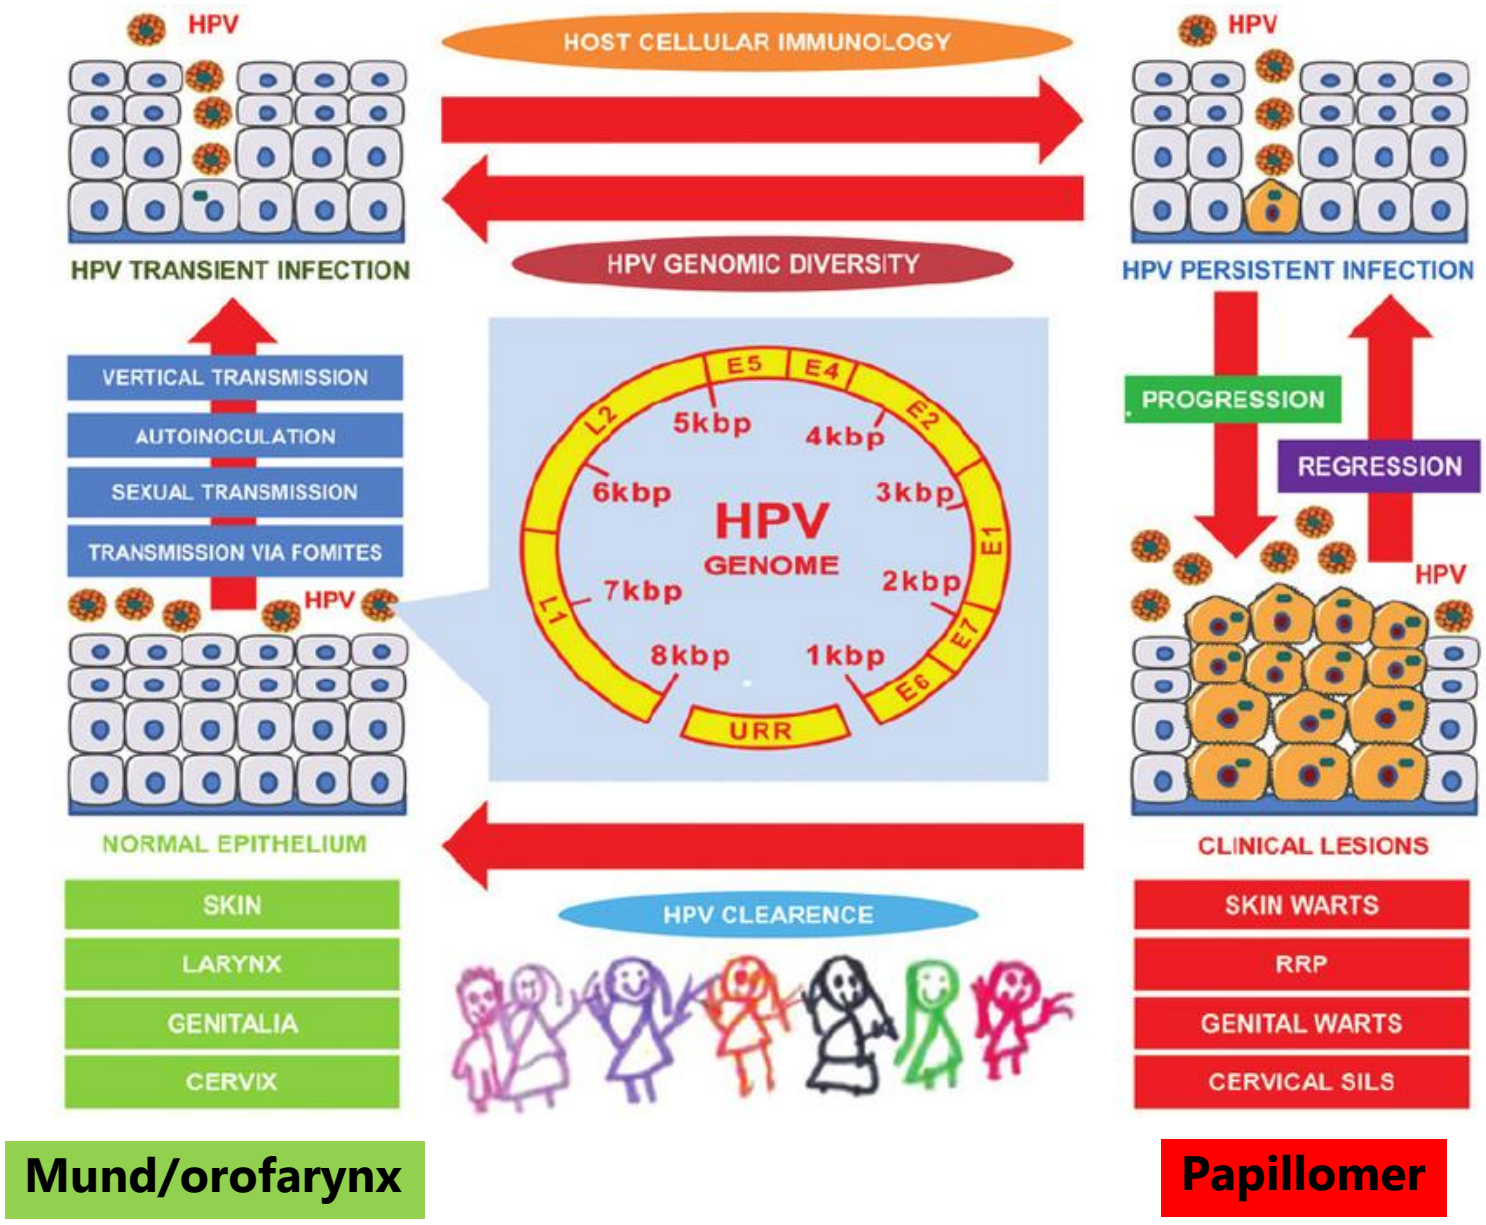 HPV
HOST CELLULAR IMMUNOLOGY
HPV
HPV TRANSIENT INFECTION
HPV GENOMIC DIVERSITY
HPV PERSISTENT INFECTION
VERTICAL TRANSMISSION
AUTOINOCULATION
SEXUAL TRANSMISSION
TRANSMISSION VIA FOMITES
HPV
E5
E4
E2
L2
5kbp
4kbp
6kbp
3kbp
HPV
GENOME
E1
7kbp
2kbp
L1
E7
8kbp
1kbp
E6
URR
PROGRESSION
REGRESSION
HPV
NORMAL EPITHELIUM
CLINICAL LESIONS
SKIN
LARYNX
GENITALIA
CERVIX
HPV CLEARENCE
SKIN WARTS
RRP
GENITAL WARTS
CERVICAL SILS
Mund/orofarynx
Papillomer